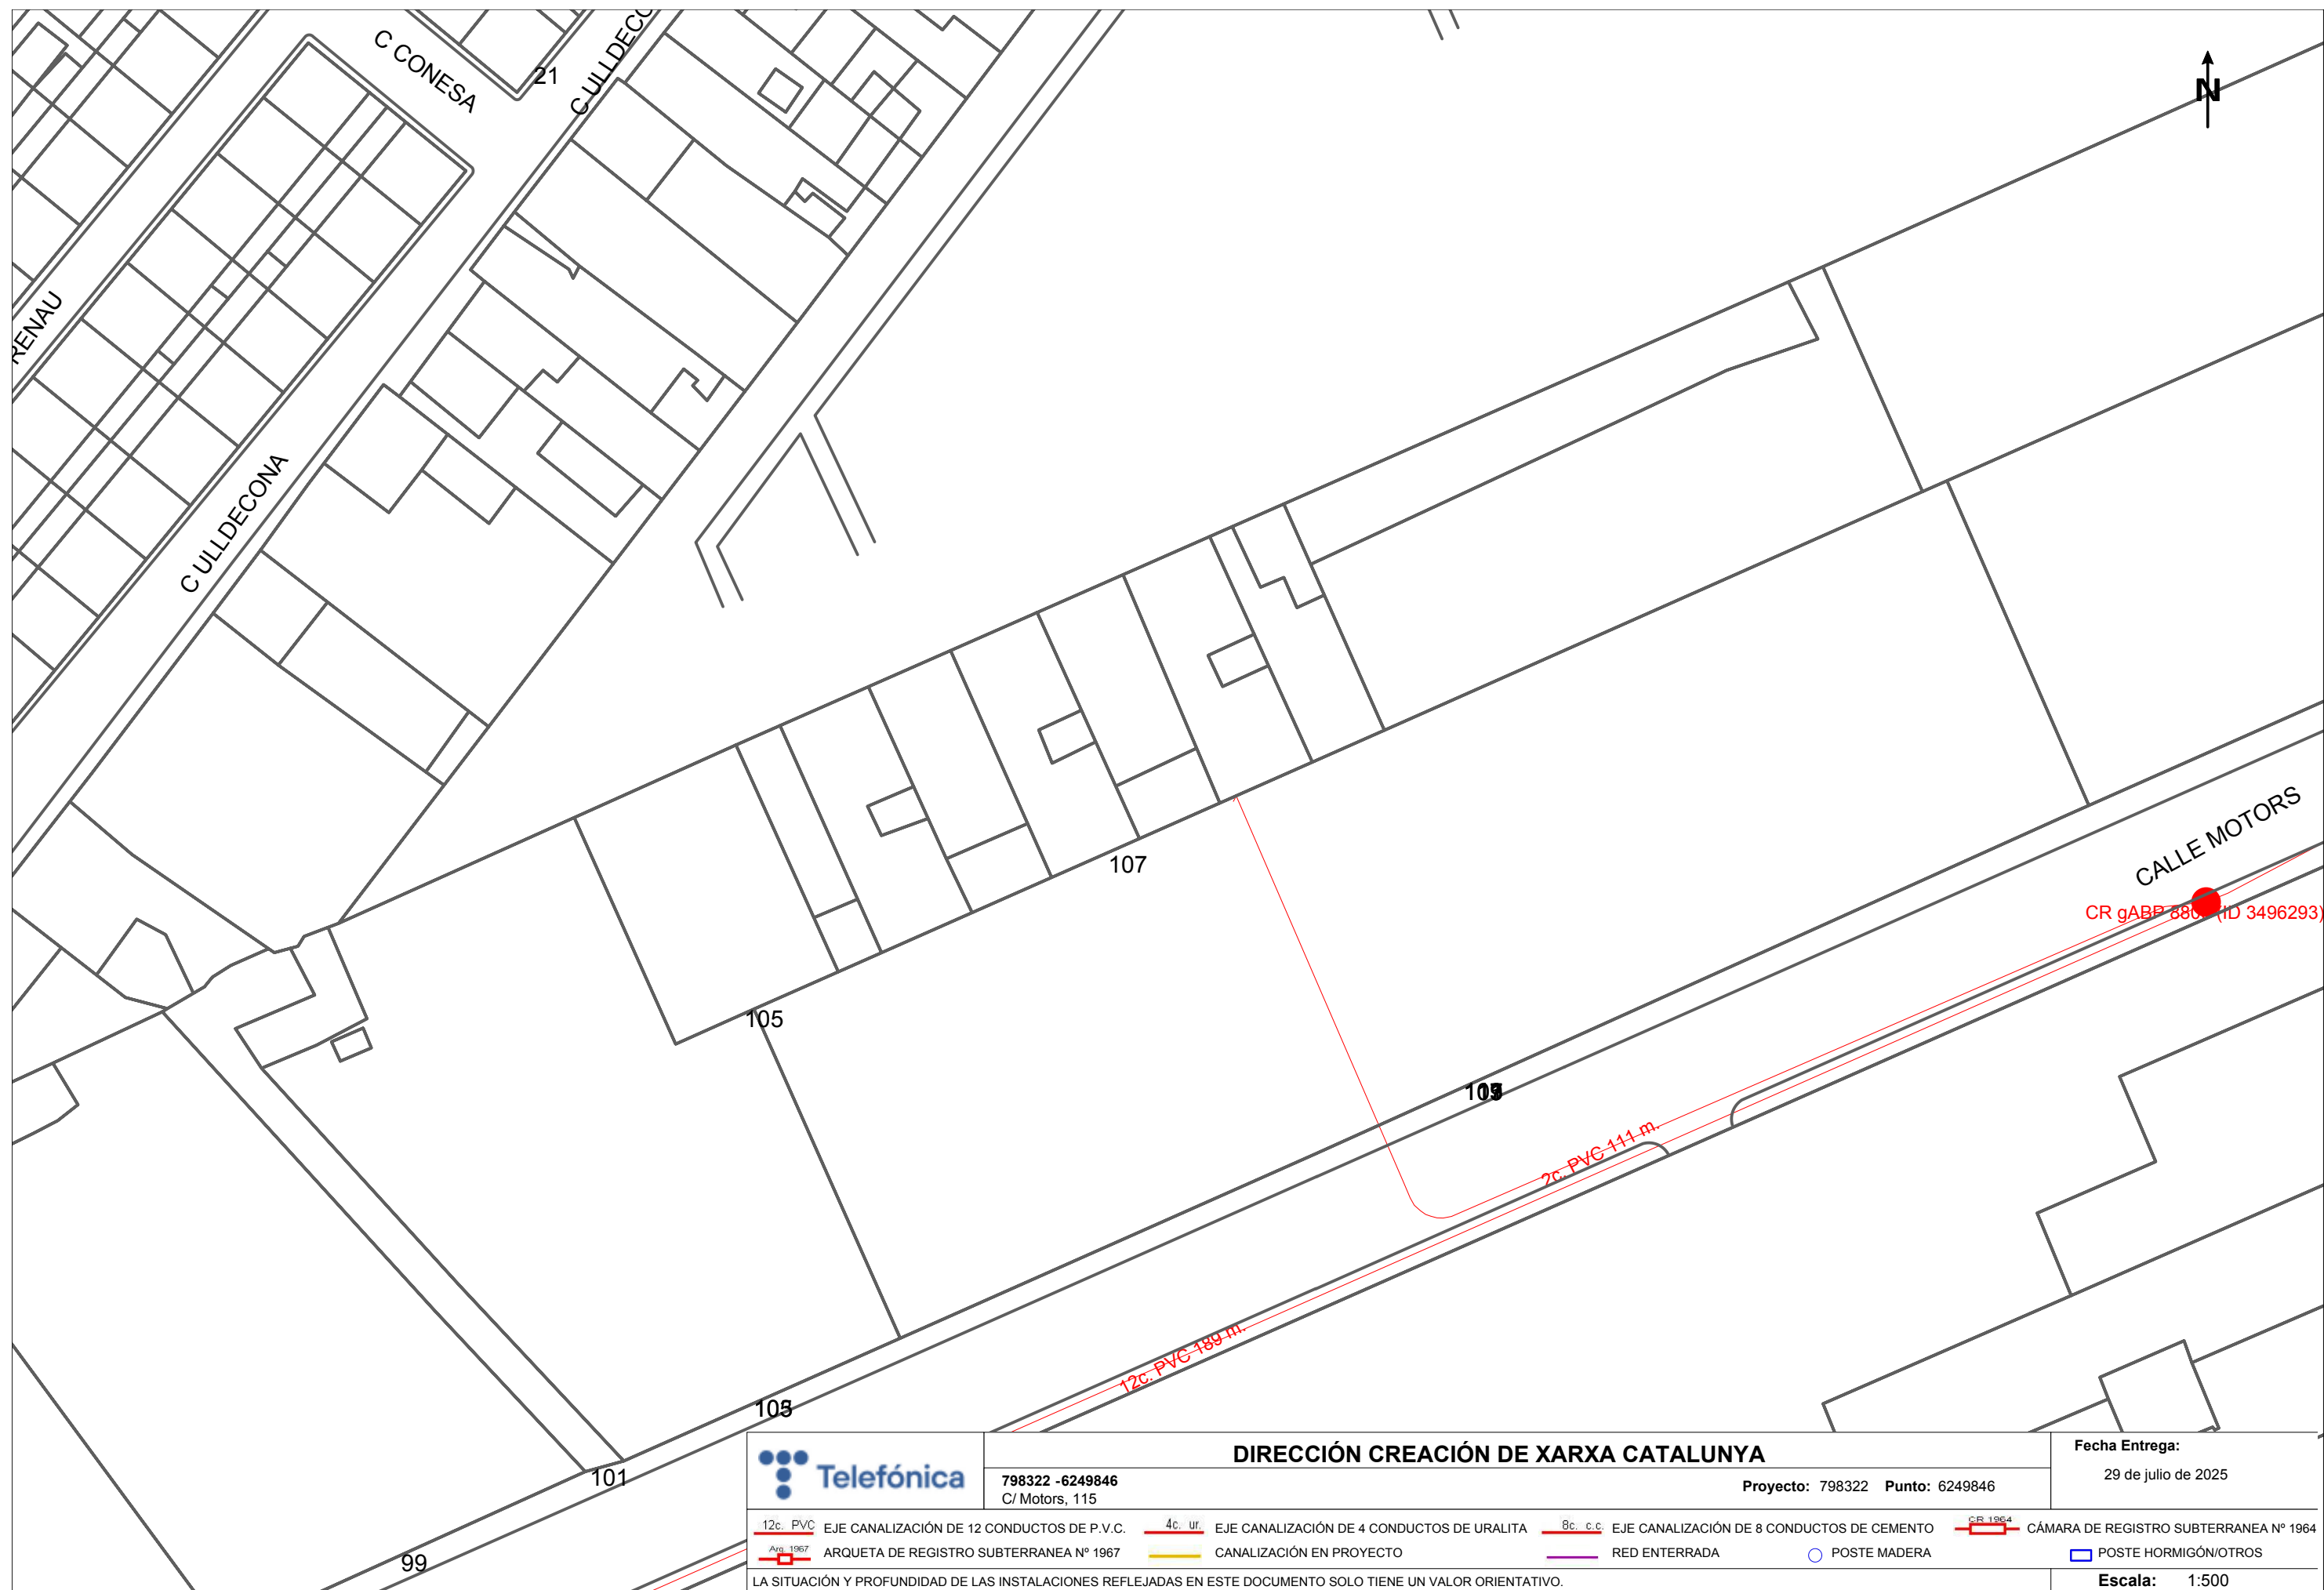 C CONESA
21
C ULLDECO
N
RENAU
C ULLDECONA
107
CALLE MOTORS
CR gABP (ID 3496293)
105
2c. PVC 111 m.
12c. PVC 189 m.
101
99
Telefónica
DIRECCIÓN CREACIÓN DE XARXA CATALUNYA
798322 -6249846
C/ Motors, 115
Proyecto: 798322 Punto: 6249846
Fecha Entrega:
29 de julio de 2025
12c. PVC EJE CANALIZACIÓN DE 12 CONDUCTOS DE P.V.C.
4c. ur. EJE CANALIZACIÓN DE 4 CONDUCTOS DE URALITA
8c. c.c. EJE CANALIZACIÓN DE 8 CONDUCTOS DE CEMENTO
CR 1964 CÁMARA DE REGISTRO SUBTERRANEA Nº 1964
Arq. 1967 ARQUETA DE REGISTRO SUBTERRANEA Nº 1967
CANALIZACIÓN EN PROYECTO
RED ENTERRADA
POSTE MADERA
POSTE HORMIGÓN/OTROS
LA SITUACIÓN Y PROFUNDIDAD DE LAS INSTALACIONES REFLEJADAS EN ESTE DOCUMENTO SOLO TIENE UN VALOR ORIENTATIVO.
Escala: 1:500